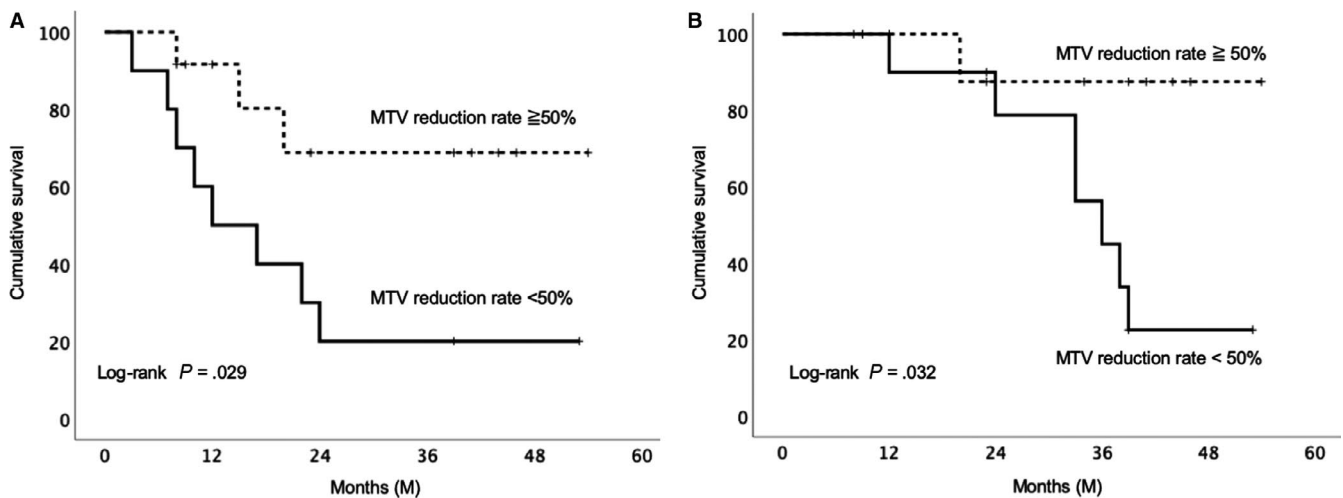 A
100
80
60
40
20
0
Cumulative survival
MTV reduction rate ≧50%
MTV reduction rate <50%
Log-rank P = .029
0 12 24 36 48 60
Months (M)
B
100
80
60
40
20
0
Cumulative survival
MTV reduction rate ≧ 50%
MTV reduction rate < 50%
Log-rank P = .032
0 12 24 36 48 60
Months (M)